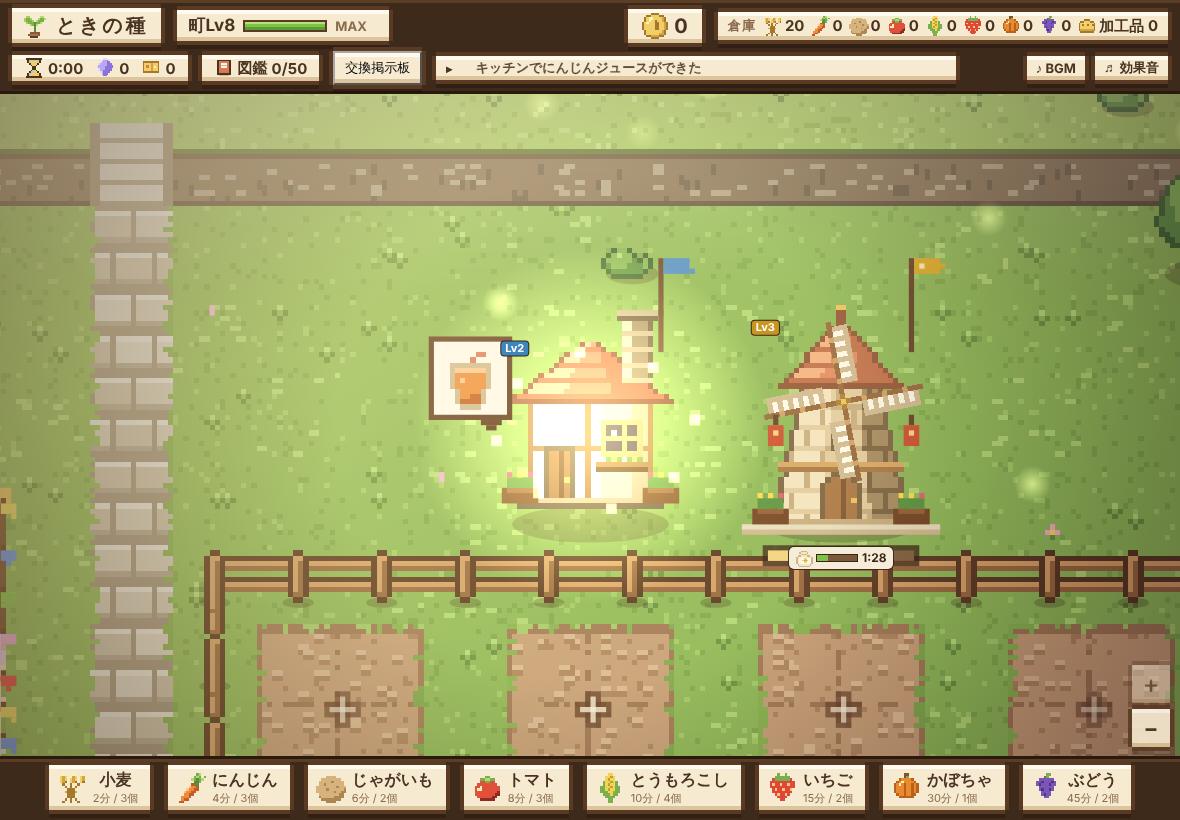 ときの種
町Lv8 MAX
0
倉庫 20 0 0 0 0 0 0 0 加工品 0
0:00 0 0
図鑑 0/50
交換掲示板
▸ キッチンでにんじんジュースができた
♪ BGM
♬ 効果音
Lv2
Lv3
1:28
+
−
小麦
2分 / 3個
にんじん
4分 / 3個
じゃがいも
6分 / 2個
トマト
8分 / 3個
とうもろこし
10分 / 4個
いちご
15分 / 2個
かぼちゃ
30分 / 1個
ぶどう
45分 / 2個